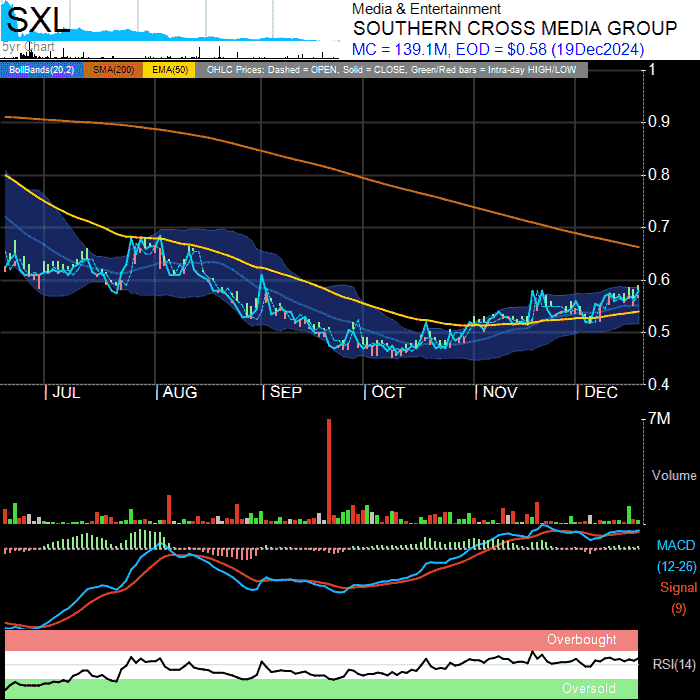 SXL
5yr Chart
Media & Entertainment
SOUTHERN CROSS MEDIA GROUP
MC = 139.1M, EOD = $0.58 (19Dec2024)
BollBands(20,2) SMA(200) EMA(50) OHLC Prices: Dashed = OPEN, Solid = CLOSE, Green/Red bars = Intra-day HIGH/LOW
1
0.9
0.8
0.7
0.6
0.5
0.4
| JUL | AUG | SEP | OCT | NOV | DEC
7M
Volume
MACD
(12-26)
Signal
(9)
Overbought
RSI(14)
Oversold